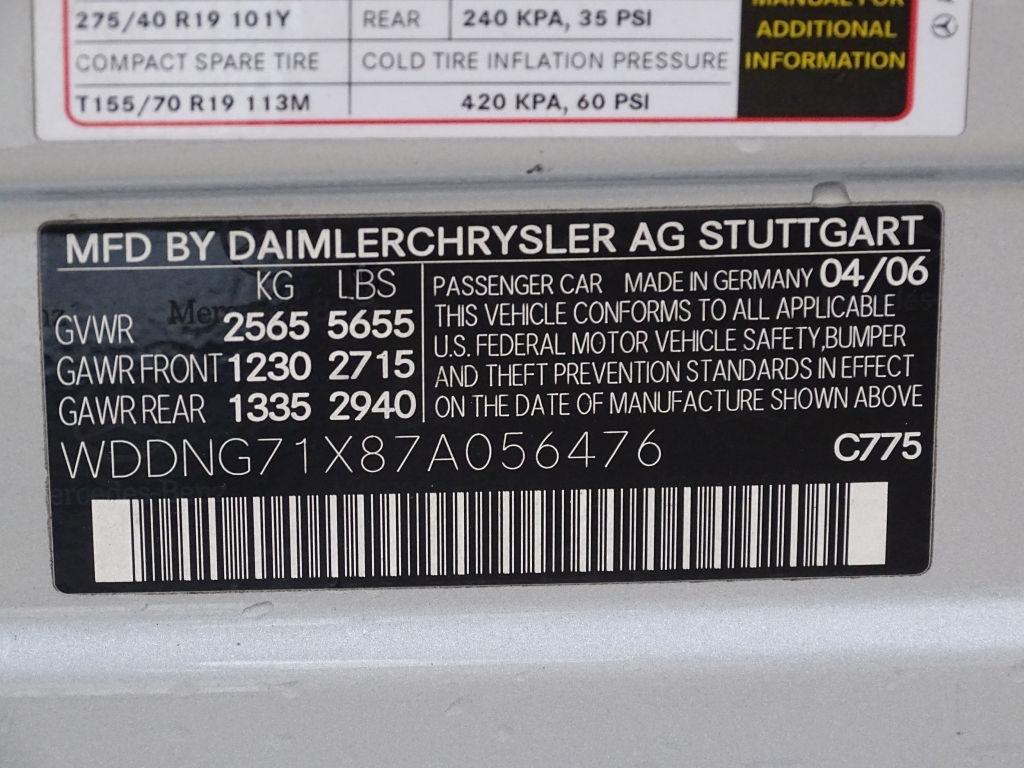 275/40 R19 101Y REAR 240 KPA, 35 PSI
MANUAL FOR
ADDITIONAL
INFORMATION
COMPACT SPARE TIRE COLD TIRE INFLATION PRESSURE
T155/70 R19 113M 420 KPA, 60 PSI
MFD BY DAIMLERCHRYSLER AG STUTTGART
KG LBS
GVWR 2565 5655
GAWR FRONT 1230 2715
GAWR REAR 1335 2940
PASSENGER CAR MADE IN GERMANY 04/06
THIS VEHICLE CONFORMS TO ALL APPLICABLE
U.S. FEDERAL MOTOR VEHICLE SAFETY,BUMPER
AND THEFT PREVENTION STANDARDS IN EFFECT
ON THE DATE OF MANUFACTURE SHOWN ABOVE
WDDNG71X87A056476 C775